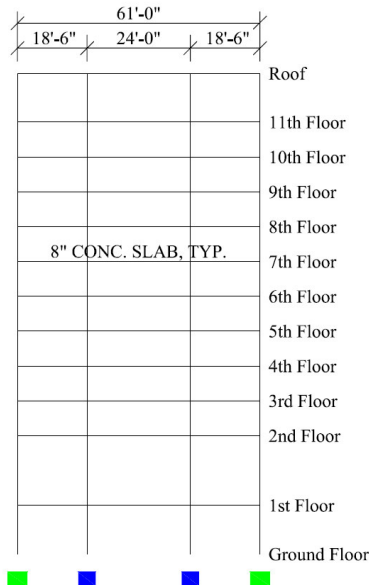 61'-0"
18'-6" 24'-0" 18'-6"
Roof
11th Floor
10th Floor
9th Floor
8th Floor
8" CONC. SLAB, TYP.
7th Floor
6th Floor
5th Floor
4th Floor
3rd Floor
2nd Floor
1st Floor
Ground Floor